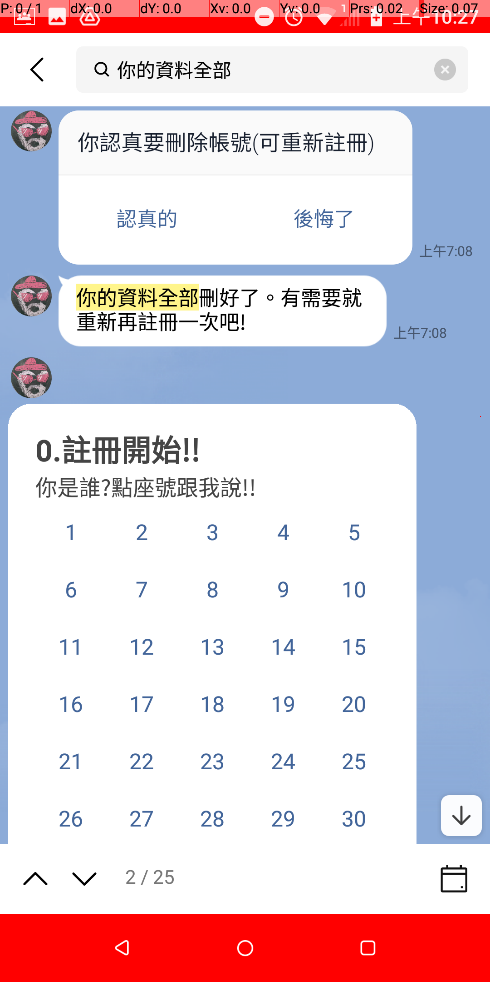 P: 0 / 1 dX: 0.0 dY: 0.0 Xv: 0.0 Yv: 0.0 Prs: 0.02 Size: 0.07
上午10:27
你的資料全部
你認真要刪除帳號(可重新註冊)
認真的 後悔了
上午7:08
你的資料全部刪好了。有需要就
重新再註冊一次吧!
上午7:08
0.註冊開始!!
你是誰?點座號跟我說!!
1 2 3 4 5
6 7 8 9 10
11 12 13 14 15
16 17 18 19 20
21 22 23 24 25
26 27 28 29 30
2 / 25